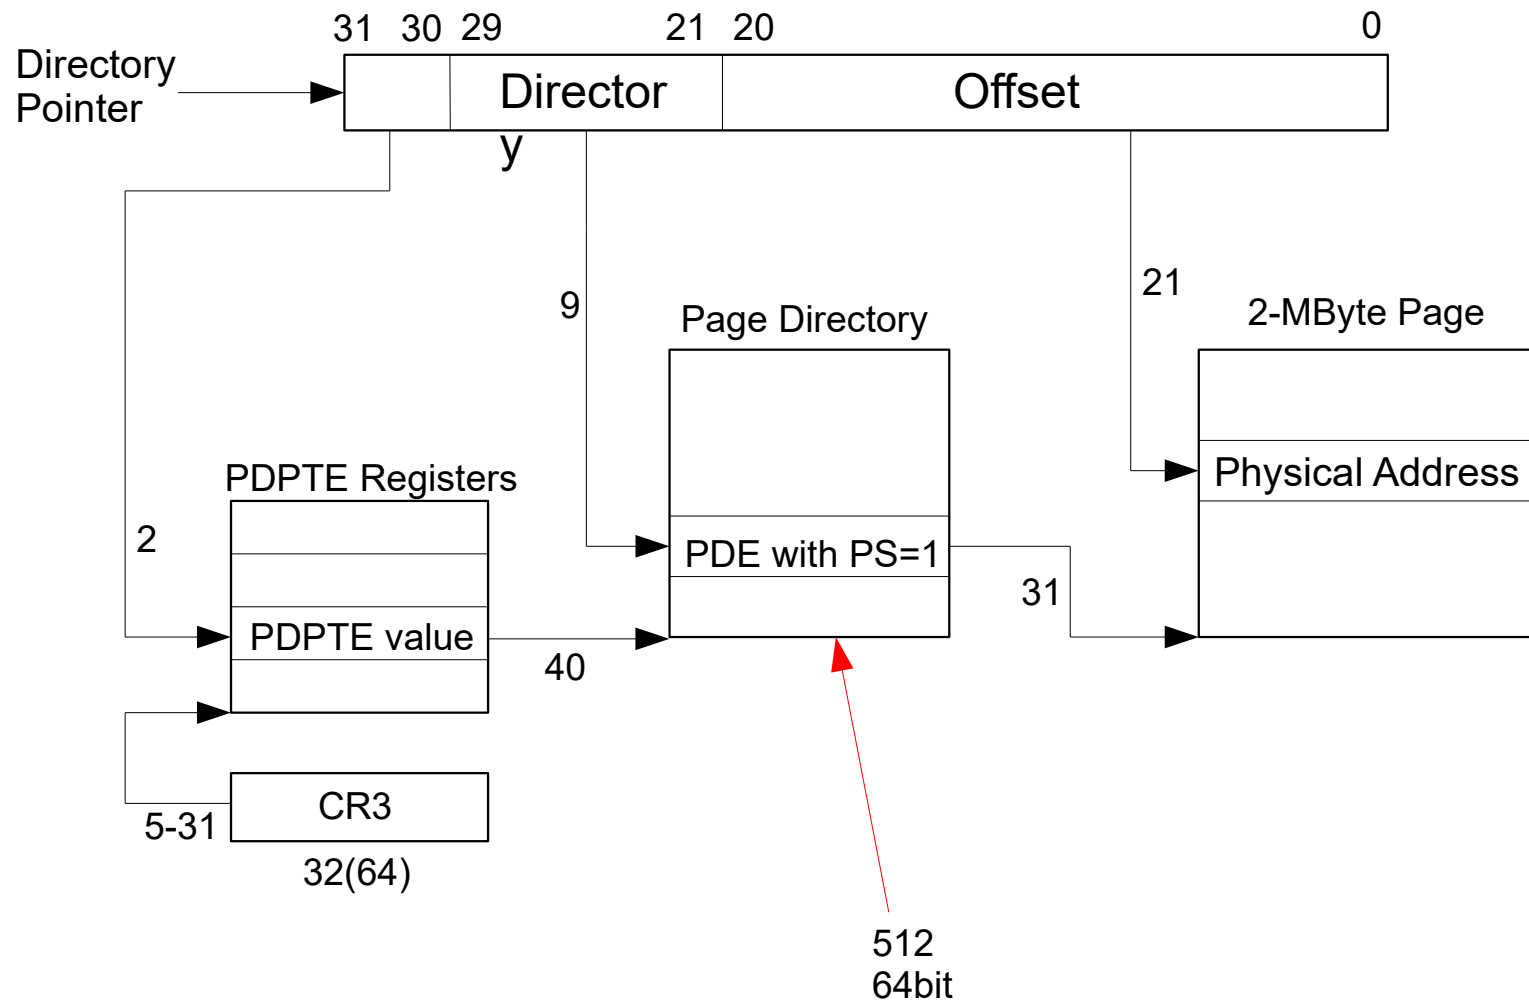 31 30 29 21 20 0
Directory
Pointer
Director
y
Offset
2
9
21
Page Directory
2-MByte Page
PDPTE Registers
Physical Address
PDE with PS=1
31
PDPTE value
40
CR3
5-31
32(64)
512
64bit